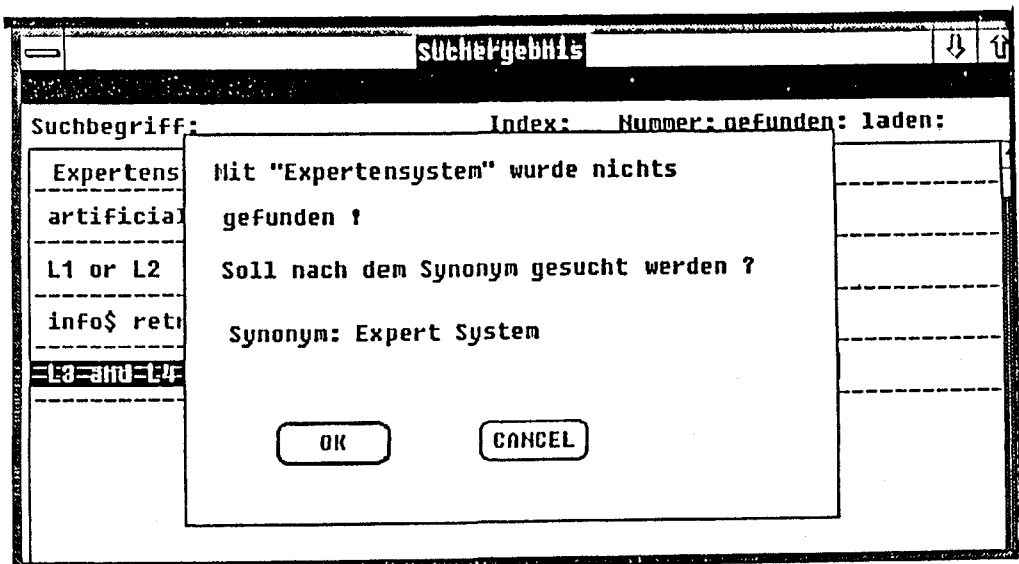 Suchergebnis
Suchbegriff: Index: Nummer: gefunden: laden:
Expertens
artificial
L1 or L2
info$ retr
L3 and L4
Mit "Expertensystem" wurde nichts
gefunden !
Soll nach dem Synonym gesucht werden ?
Synonym: Expert System
OK
CANCEL